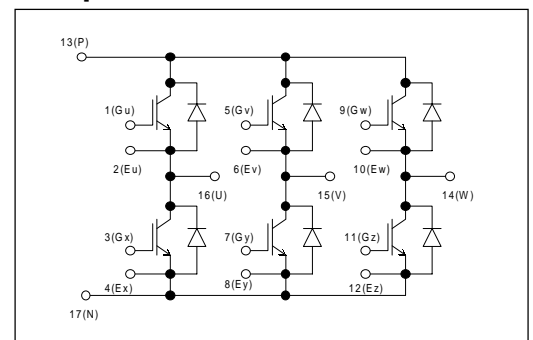 13(P)
1(Gu) 5(Gv) 9(Gw)
2(Eu) 6(Ev) 10(Ew)
16(U) 15(V) 14(W)
3(Gx) 7(Gy) 11(Gz)
4(Ex) 8(Ey) 12(Ez)
17(N)